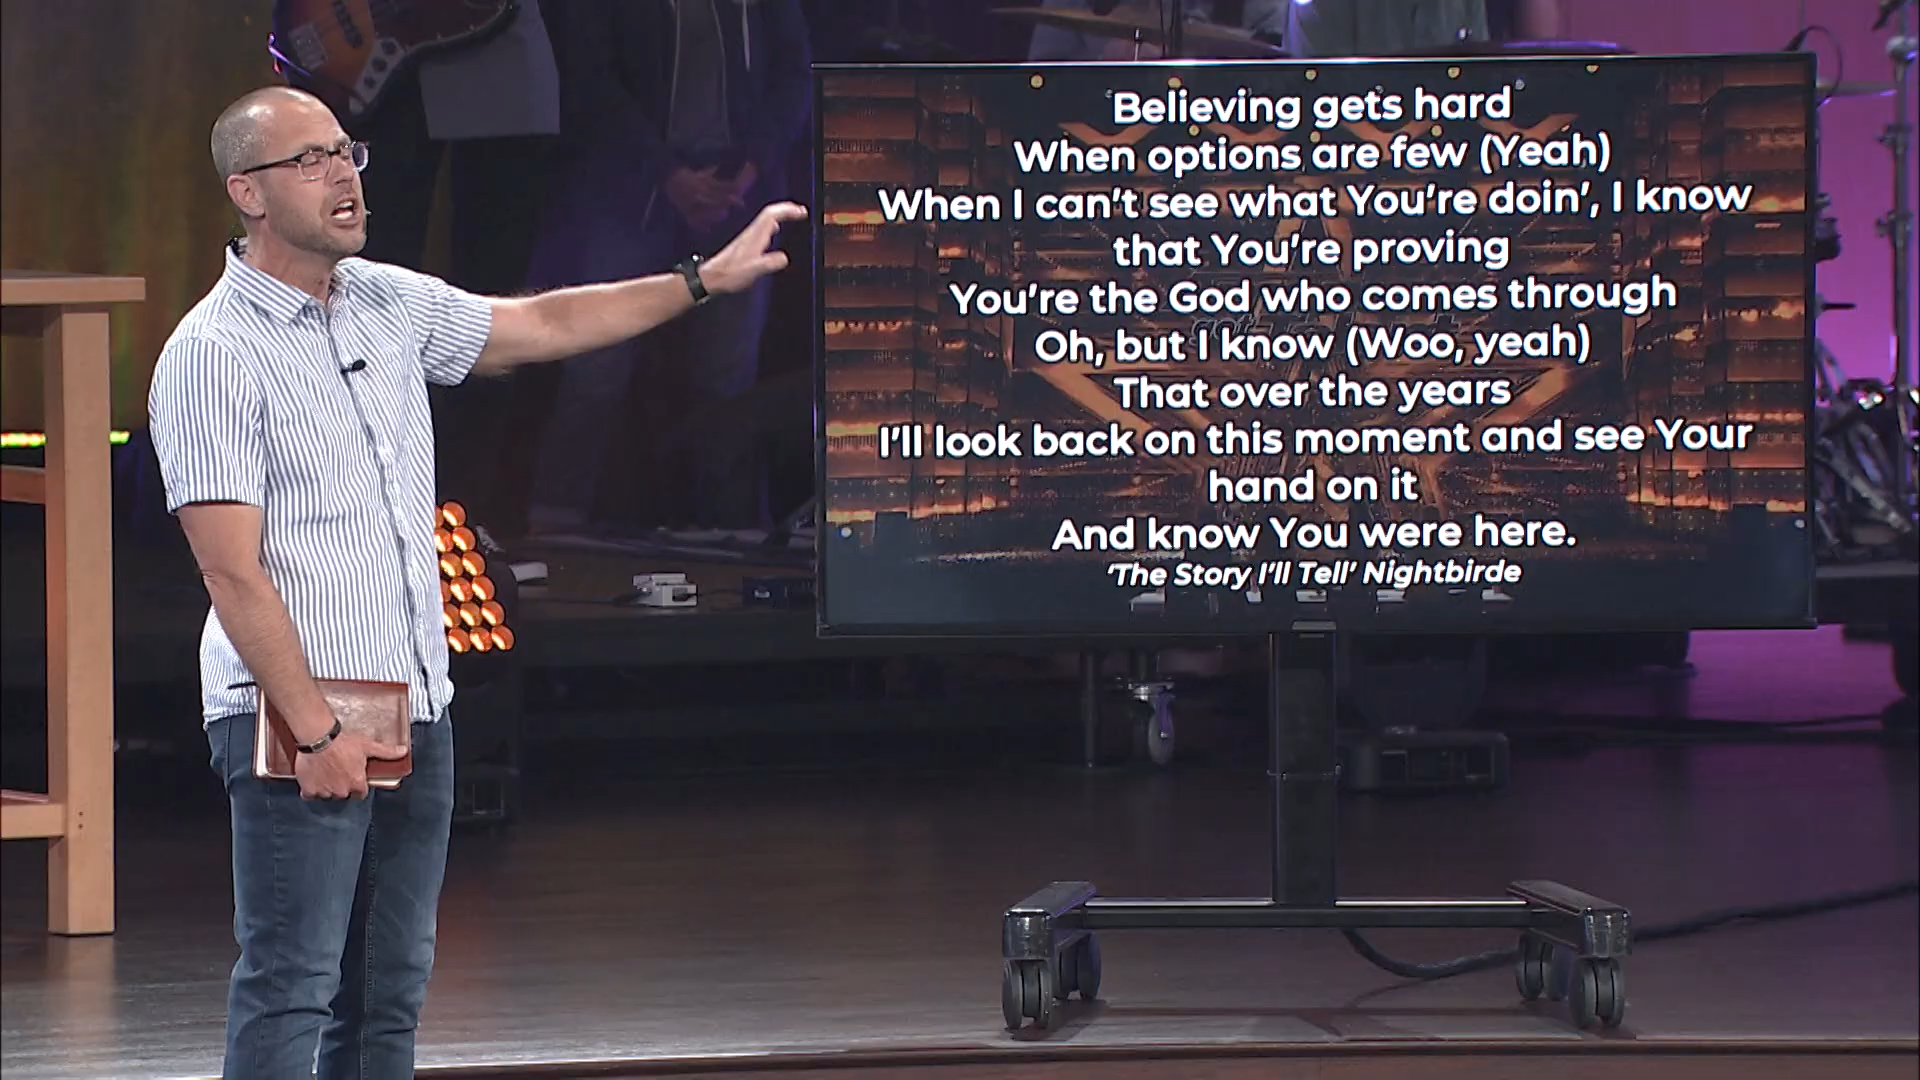 Believing gets hard
When options are few (Yeah)
When I can't see what You're doin', I know
that You're proving
You're the God who comes through
Oh, but I know (Woo, yeah)
That over the years
I'll look back on this moment and see Your
hand on it
And know You were here.
'The Story I'll Tell' Nightbirde